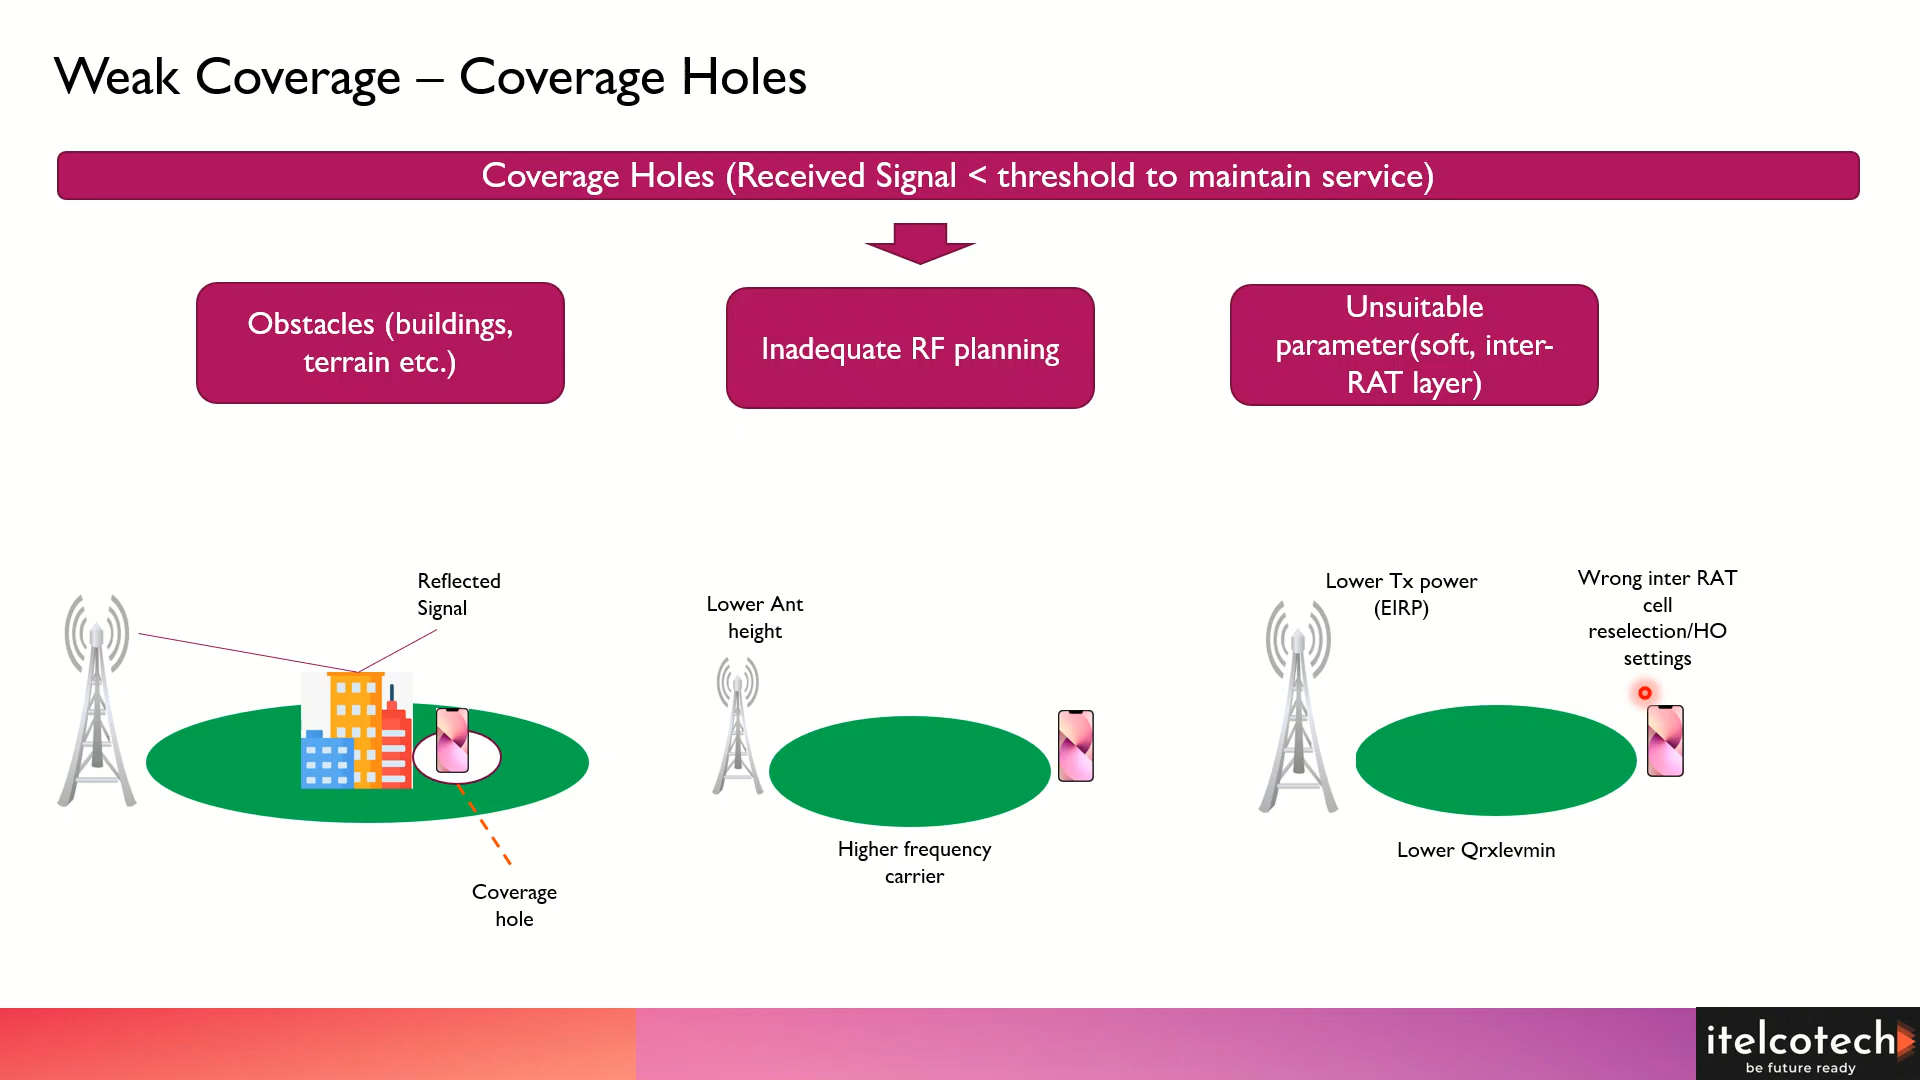 Weak Coverage – Coverage Holes
Coverage Holes (Received Signal < threshold to maintain service)
Obstacles (buildings,
terrain etc.)
Inadequate RF planning
Unsuitable
parameter(soft, inter-
RAT layer)
Reflected
Signal
Coverage
hole
Lower Ant
height
Higher frequency
carrier
Lower Tx power
(EIRP)
Wrong inter RAT
cell
reselection/HO
settings
Lower Qrxlevmin
itelcotech
be future ready